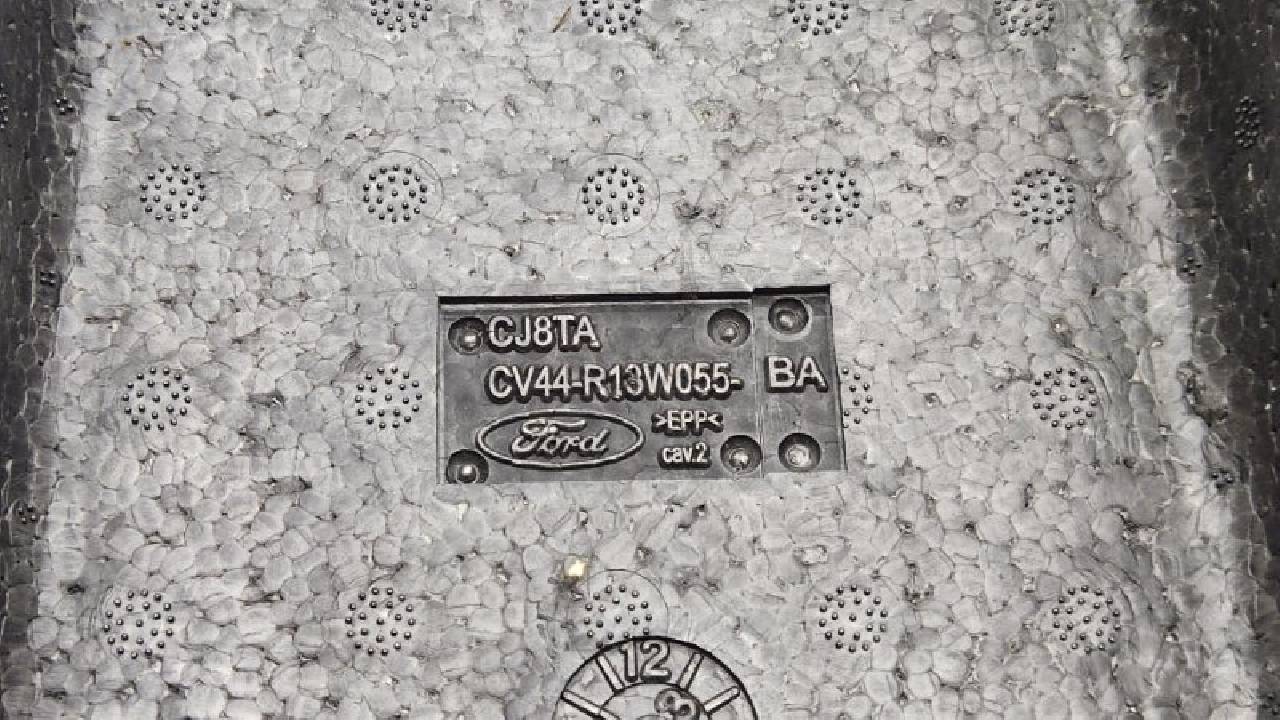 CJ8TA
CV44-R13W055- BA
Ford >EPP<
cav.2
12